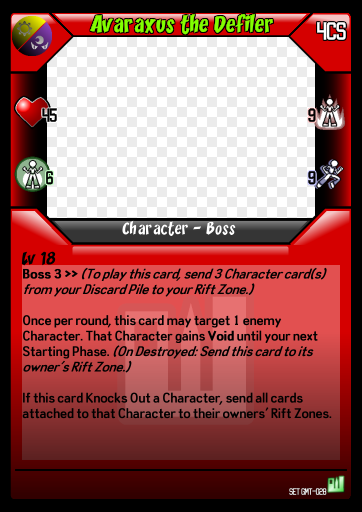 Avaraxus the Defiler
4CS
45
9
6
9
Character - Boss
Lv 18
Boss 3 >> (To play this card, send 3 Character card(s)
from your Discard Pile to your Rift Zone.)
Once per round, this card may target 1 enemy
Character. That Character gains Void until your next
Starting Phase. (On Destroyed: Send this card to its
owner's Rift Zone.)
If this card Knocks Out a Character, send all cards
attached to that Character to their owners' Rift Zones.
SET GMT-028